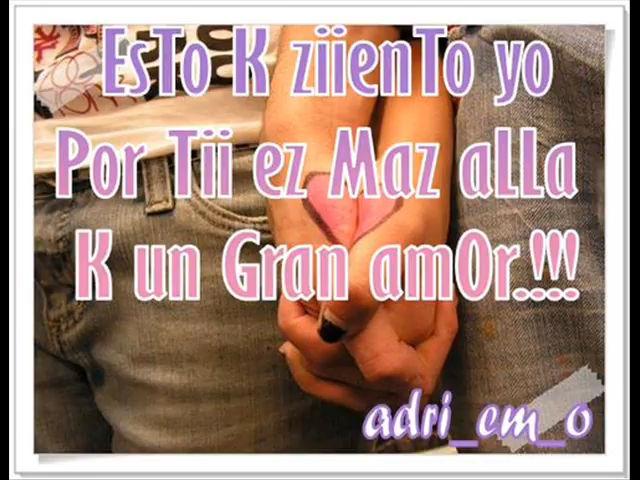 EsTo K ziienTo yo
Por Tii ez Maz aLLa
K un Gran amOr.!!!
adri_em_o